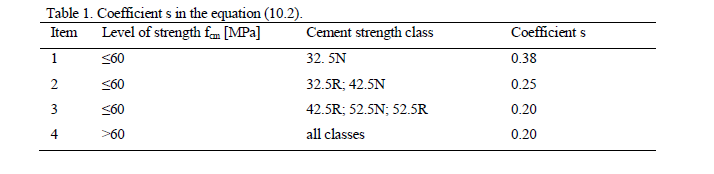 Table 1. Coefficient s in the equation (10.2).
Item Level of strength fcm [MPa] Cement strength class Coefficient s
1 ≤60 32. 5N 0.38
2 ≤60 32.5R; 42.5N 0.25
3 ≤60 42.5R; 52.5N; 52.5R 0.20
4 >60 all classes 0.20